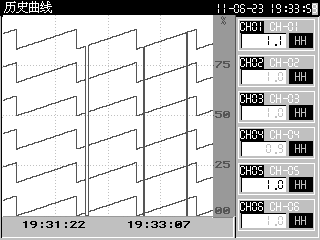 历史曲线 11-06-23 19:33:58
%
75
50
25
00
19:31:22 19:33:07
CH01 CH-01
1.1 HH
CH02 CH-02
1.0 HH
CH03 CH-03
1.0 HH
CH04 CH-04
0.9 HH
CH05 CH-05
1.0 HH
CH06 CH-06
1.0 HH